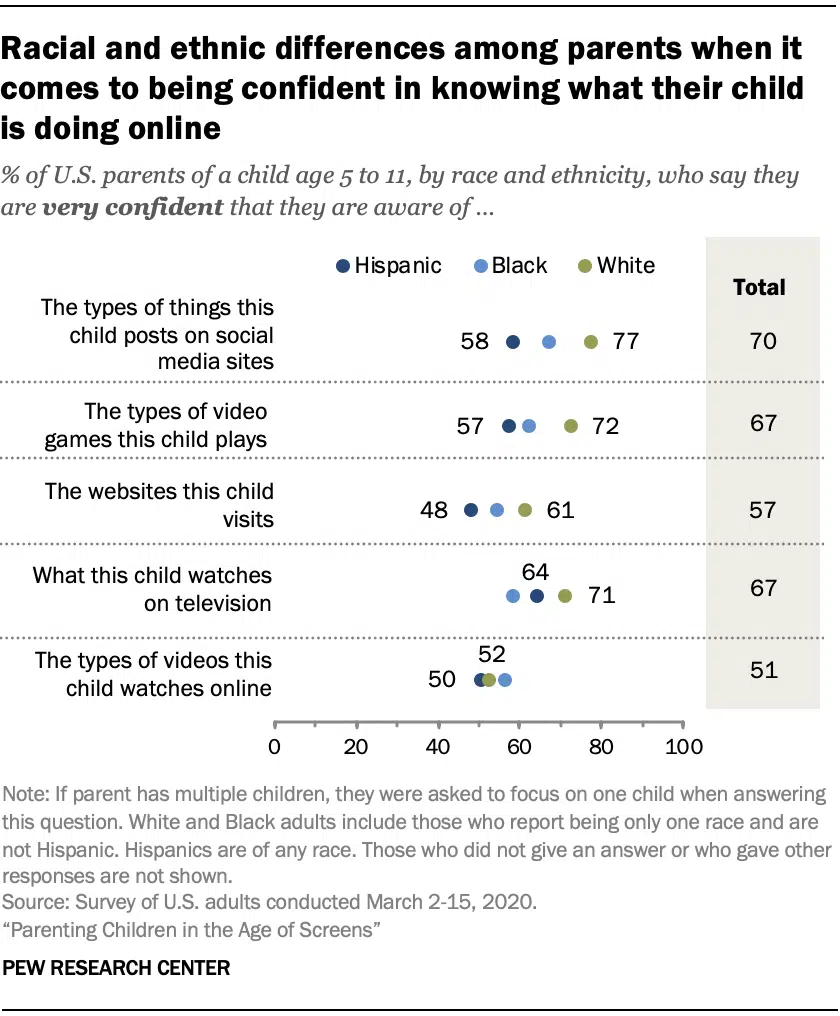 Racial and ethnic differences among parents when it
comes to being confident in knowing what their child
is doing online
% of U.S. parents of a child age 5 to 11, by race and ethnicity, who say they
are very confident that they are aware of ...
Hispanic Black White
Total
The types of things this
child posts on social
media sites
58 77 70
The types of video
games this child plays
57 72 67
The websites this child
visits
48 61 57
What this child watches
on television
64
71 67
The types of videos this
child watches online
52
50 51
0 20 40 60 80 100
Note: If parent has multiple children, they were asked to focus on one child when answering
this question. White and Black adults include those who report being only one race and are
not Hispanic. Hispanics are of any race. Those who did not give an answer or who gave other
responses are not shown.
Source: Survey of U.S. adults conducted March 2-15, 2020.
“Parenting Children in the Age of Screens”
PEW RESEARCH CENTER